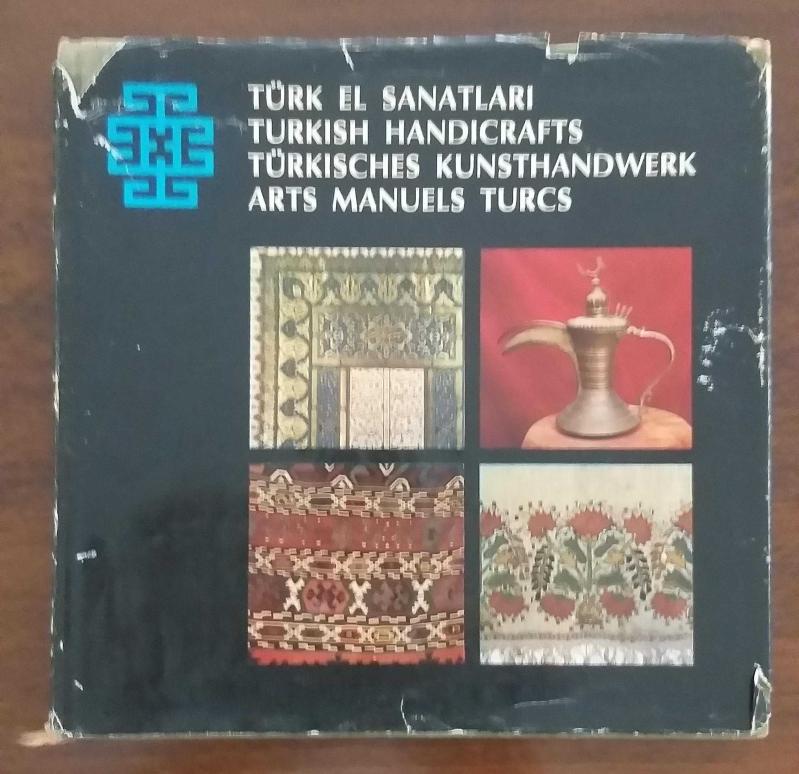 TÜRK EL SANATLARI
TURKISH HANDICRAFTS
TÜRKISCHES KUNSTHANDWERK
ARTS MANUELS TURCS